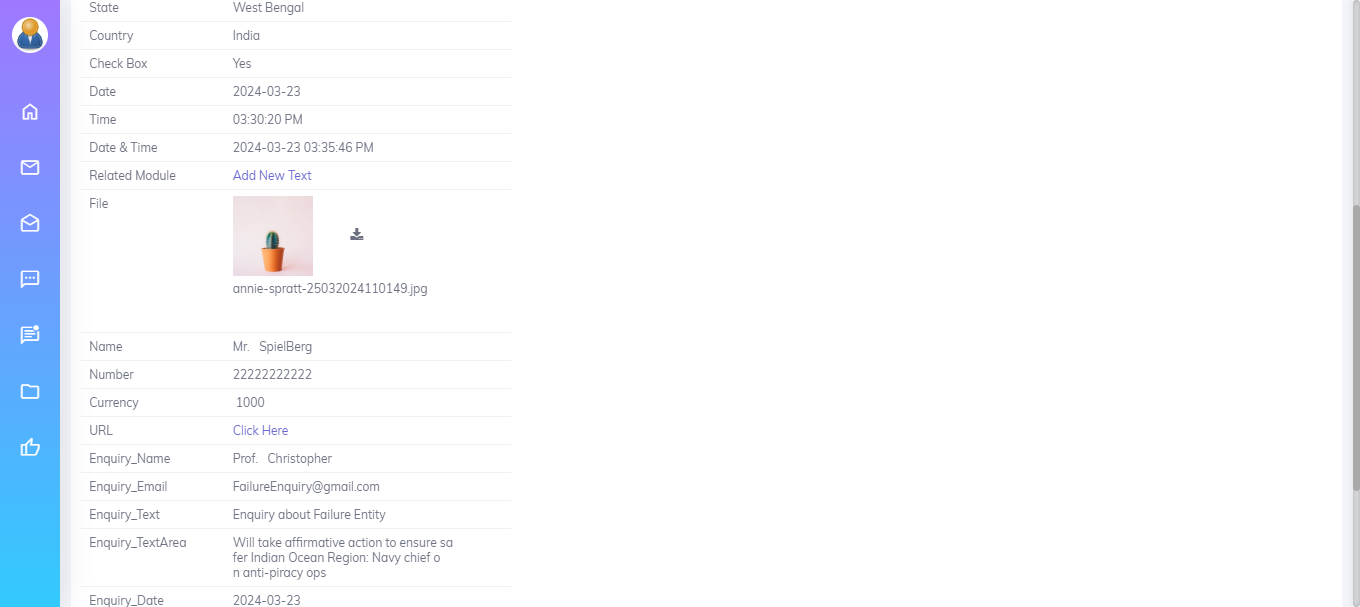 State West Bengal
Country India
Check Box Yes
Date 2024-03-23
Time 03:30:20 PM
Date & Time 2024-03-23 03:35:46 PM
Related Module Add New Text
File
annie-spratt-25032024110149.jpg
Name Mr. SpielBerg
Number 22222222222
Currency 1000
URL Click Here
Enquiry_Name Prof. Christopher
Enquiry_Email FailureEnquiry@gmail.com
Enquiry_Text Enquiry about Failure Entity
Enquiry_TextArea Will take affirmative action to ensure sa
fer Indian Ocean Region: Navy chief o
n anti-piracy ops
Enquiry_Date 2024-03-23